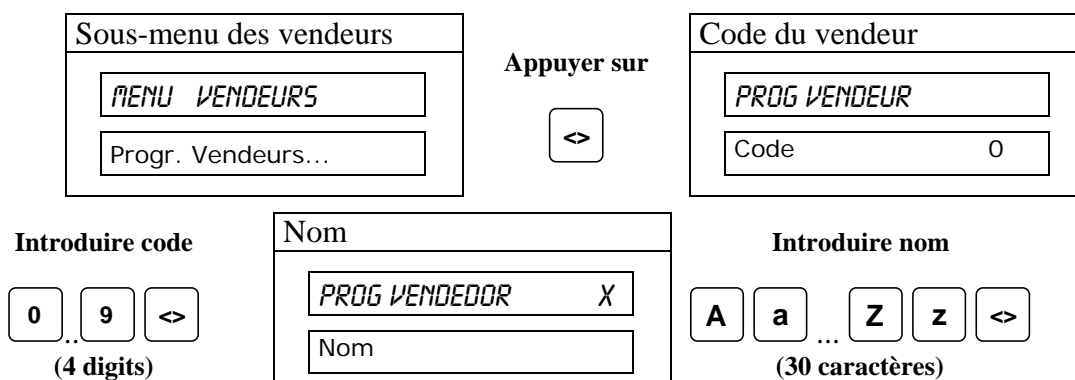 Sous-menu des vendeurs
MENU VENDEURS
Progr. Vendeurs...
Appuyer sur
<>
Code du vendeur
PROG VENDEUR
Code 0
Introduire code
0 .. 9 <>
(4 digits)
Nom
PROG VENDEDOR X
Nom
Introduire nom
A a ... Z z <>
(30 caractères)